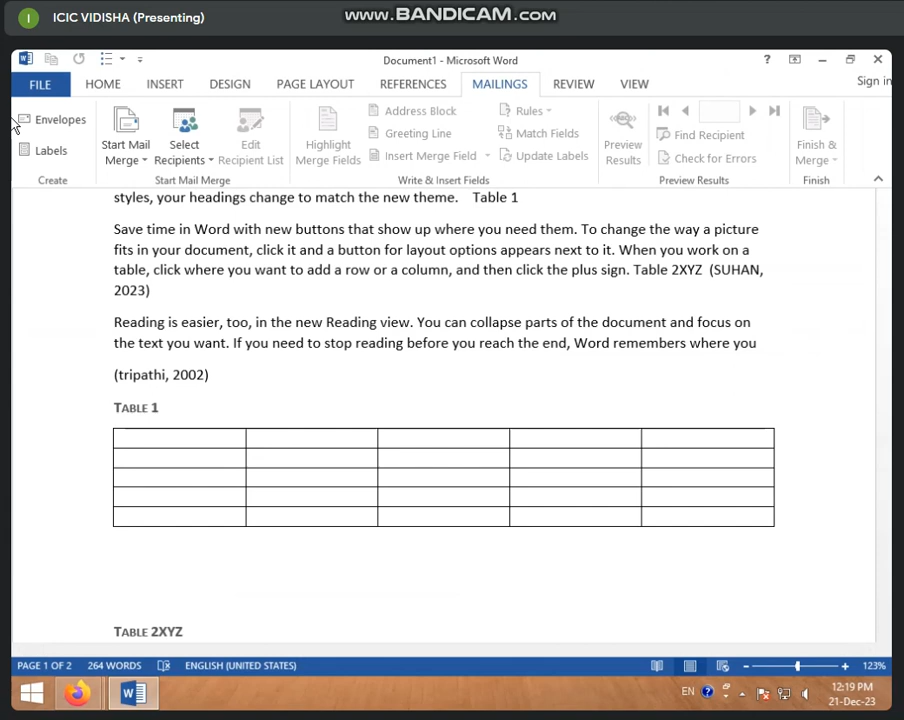 I ICIC VIDISHA (Presenting)
www.BANDICAM.com
Document1 - Microsoft Word
?
FILE HOME INSERT DESIGN PAGE LAYOUT REFERENCES MAILINGS REVIEW VIEW Sign in
Envelopes
Labels
Create
Start Mail Merge
Select Recipients
Edit Recipient List
Start Mail Merge
Highlight Merge Fields
Address Block
Greeting Line
Insert Merge Field
Rules
Match Fields
Update Labels
Write & Insert Fields
ABC
Preview Results
Find Recipient
Check for Errors
Preview Results
Finish & Merge
Finish
styles, your headings change to match the new theme. Table 1
Save time in Word with new buttons that show up where you need them. To change the way a picture
fits in your document, click it and a button for layout options appears next to it. When you work on a
table, click where you want to add a row or a column, and then click the plus sign. Table 2XYZ (SUHAN,
2023)
Reading is easier, too, in the new Reading view. You can collapse parts of the document and focus on
the text you want. If you need to stop reading before you reach the end, Word remembers where you
(tripathi, 2002)
TABLE 1
TABLE 2XYZ
PAGE 1 OF 2 264 WORDS ENGLISH (UNITED STATES) 123%
EN 12:19 PM
21-Dec-23